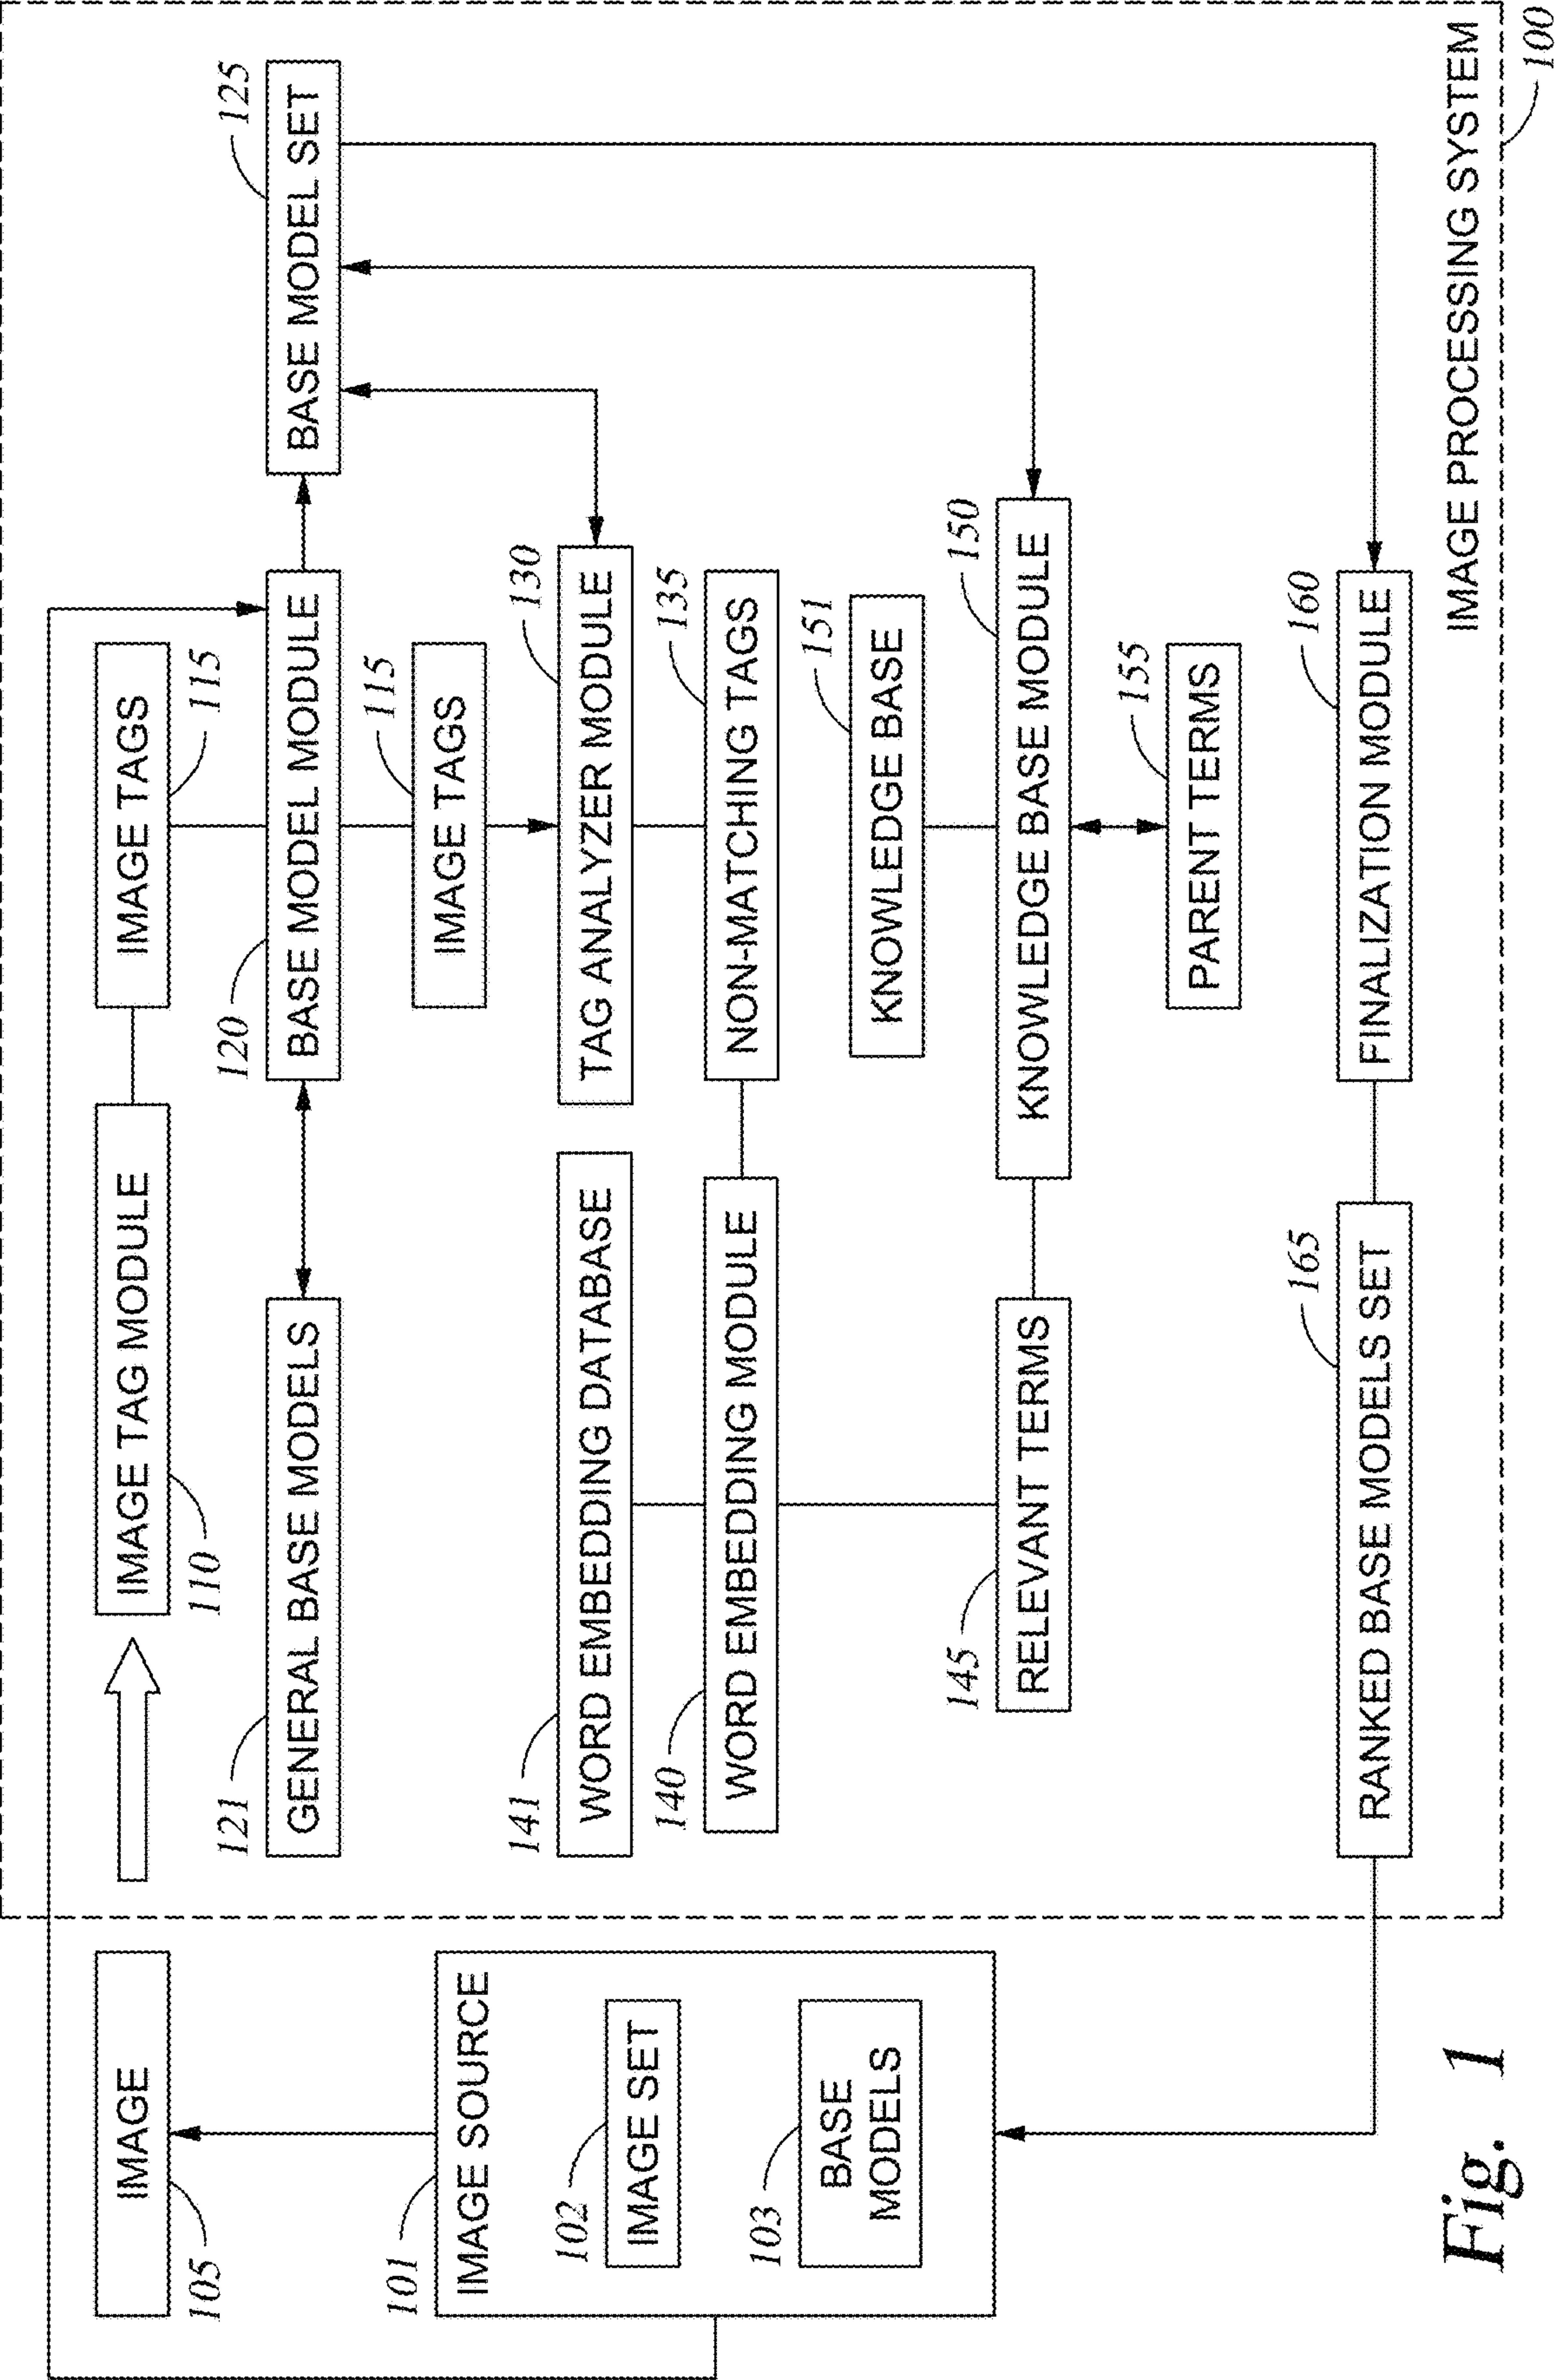 IMAGE
105
IMAGE TAG MODULE
110
IMAGE TAGS
115
121
GENERAL BASE MODELS
120
BASE MODEL MODULE
125
BASE MODEL SET
101
IMAGE SOURCE
102
IMAGE SET
103
BASE
MODELS
115
IMAGE TAGS
141
WORD EMBEDDING DATABASE
130
TAG ANALYZER MODULE
140
WORD EMBEDDING MODULE
135
NON-MATCHING TAGS
151
KNOWLEDGE BASE
145
RELEVANT TERMS
150
KNOWLEDGE BASE MODULE
155
PARENT TERMS
165
RANKED BASE MODELS SET
160
FINALIZATION MODULE
IMAGE PROCESSING SYSTEM
100
Fig. 1